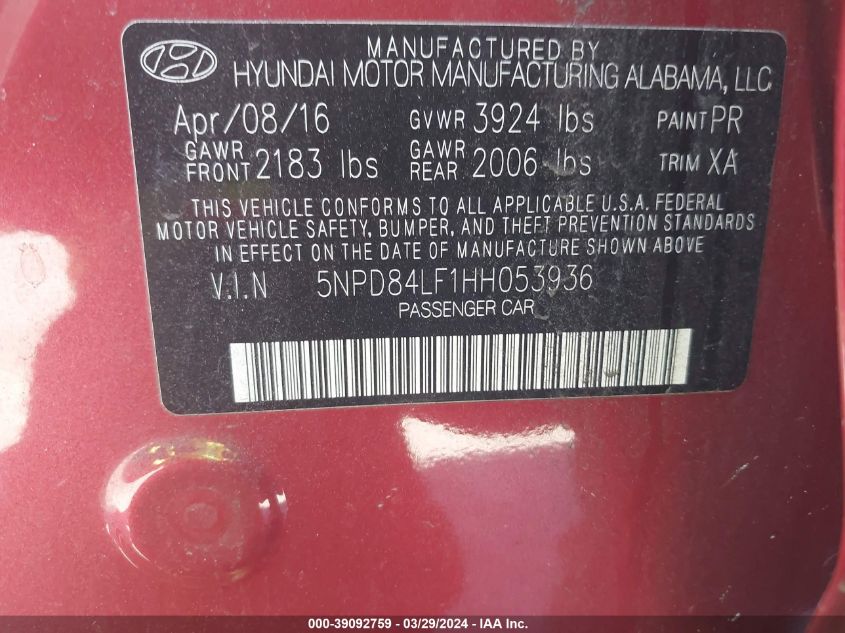 MANUFACTURED BY
HYUNDAI MOTOR MANUFACTURING ALABAMA, LLC
Apr/08/16 GVWR 3924 lbs PAINT PR
GAWR FRONT 2183 lbs GAWR REAR 2006 lbs TRIM XA
THIS VEHICLE CONFORMS TO ALL APPLICABLE U.S.A. FEDERAL
MOTOR VEHICLE SAFETY, BUMPER, AND THEFT PREVENTION STANDARDS
IN EFFECT ON THE DATE OF MANUFACTURE SHOWN ABOVE.
V.I.N 5NPD84LF1HH053936
PASSENGER CAR
000-39092759 - 03/29/2024 - IAA Inc.